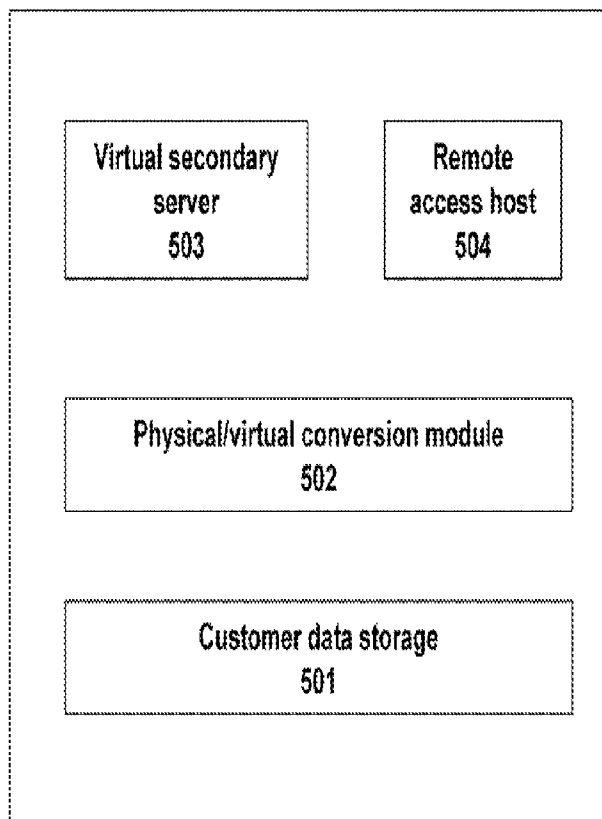 Virtual secondary
server
503
Remote
access host
504
Physical/virtual conversion module
502
Customer data storage
501